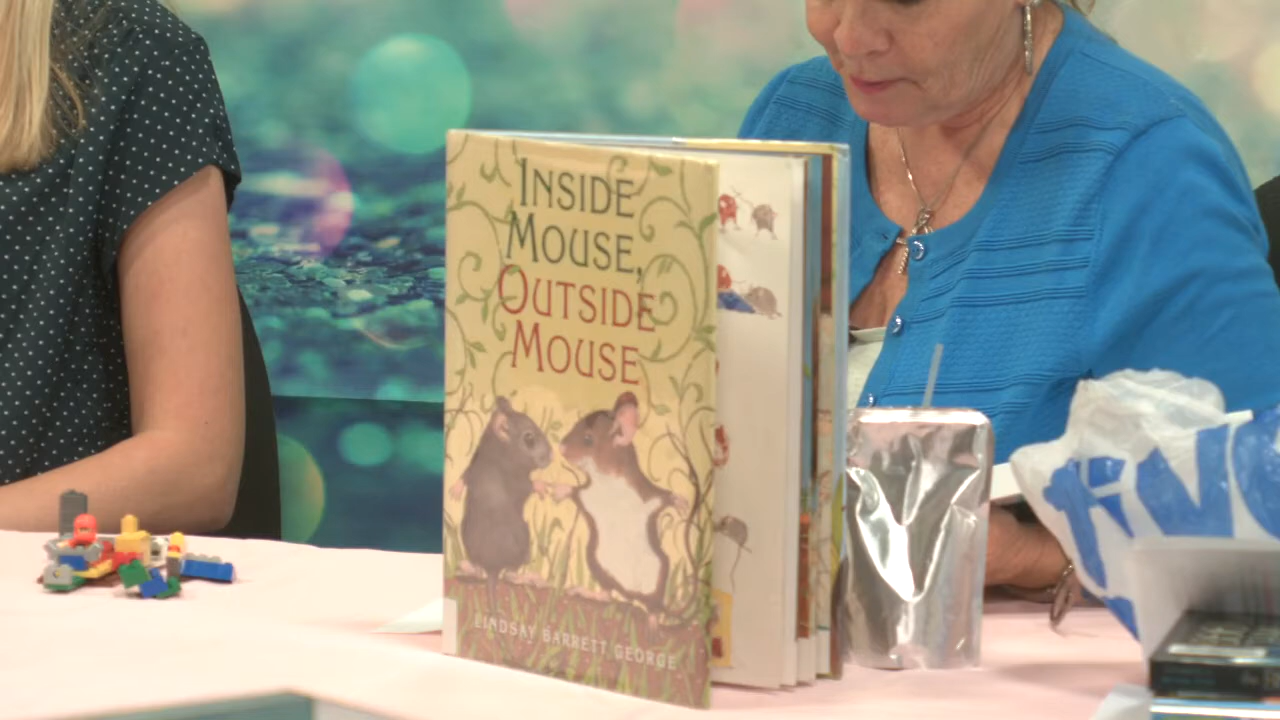 INSIDE
MOUSE,
OUTSIDE
MOUSE
LINDSAY BARRETT GEORGE